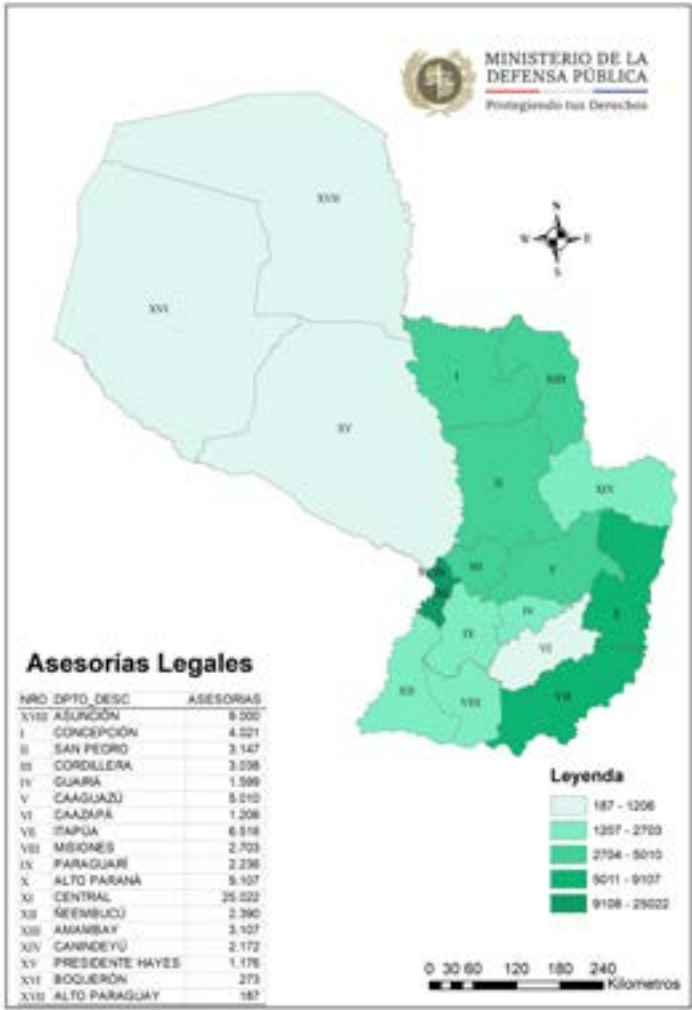 MINISTERIO DE LA
DEFENSA PÚBLICA
Protegiendo tus Derechos
N
W E
S
XVII
XVI
I
XIII
XV
II
XIV
III
V
X
IV
IX
VI
XII
VIII
VII
Asesorías Legales
NRO DPTO_DESC ASESORIAS
XVIII ASUNCIÓN
I CONCEPCIÓN 4.021
II SAN PEDRO 3.147
III CORDILLERA 3.038
IV GUAIRÁ 1.599
V CAAGUAZÚ 5.010
VI CAAZAPÁ 1.206
VII ITAPÚA
VIII MISIONES 2.703
IX PARAGUARÍ 2.236
X ALTO PARANÁ 9.107
XI CENTRAL 25.022
XII ÑEEMBUCÚ 2.390
XIII AMAMBAY 3.107
XIV CANINDEYÚ 2.172
XV PRESIDENTE HAYES 1.176
XVI BOQUERÓN 273
XVII ALTO PARAGUAY 187
Leyenda
187 - 1206
1207 - 2703
2704 - 5010
5011 - 9107
9108 - 25022
0 30 60 120 180 240
Kilometros